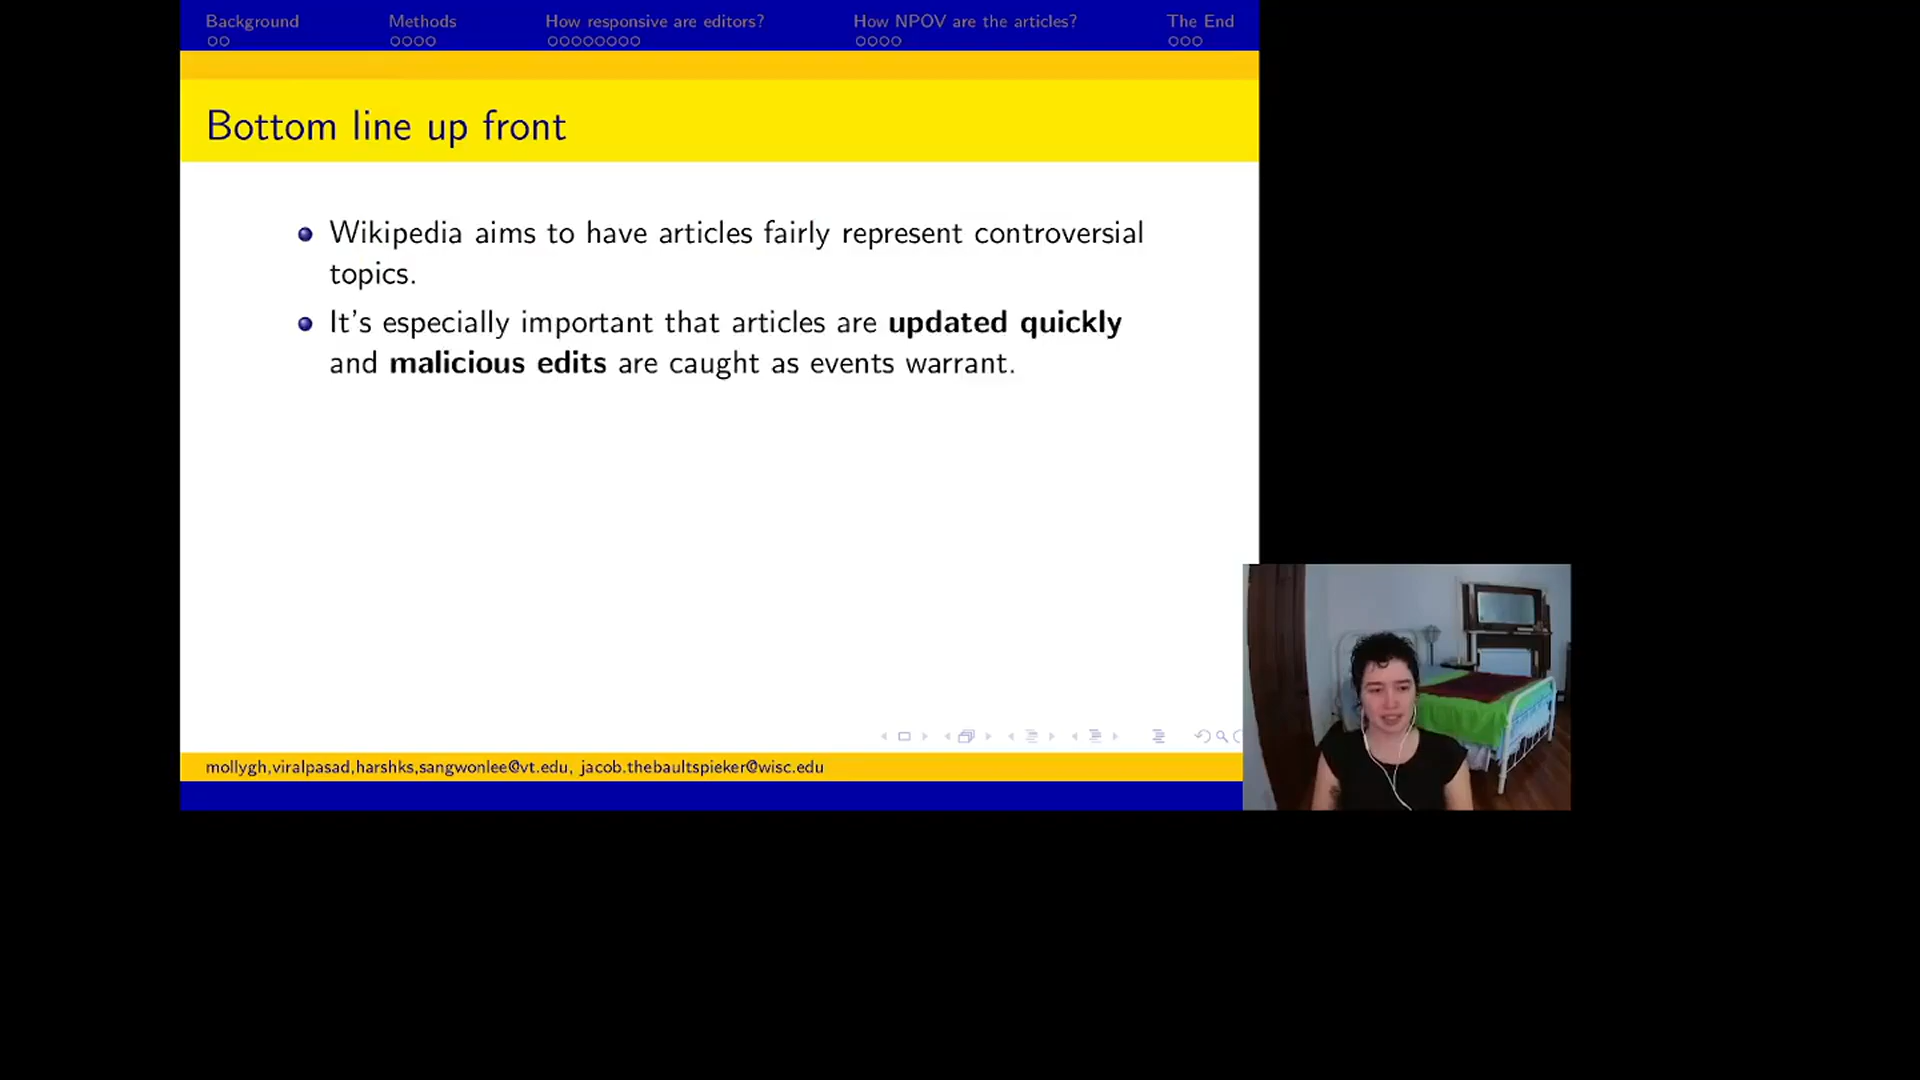 Background Methods How responsive are editors? How NPOV are the articles? The End
Bottom line up front
Wikipedia aims to have articles fairly represent controversial
topics.
It's especially important that articles are updated quickly
and malicious edits are caught as events warrant.
mollygh,viralpasad,harshks,sangwonlee@vt.edu, jacob.thebaultspieker@wisc.edu